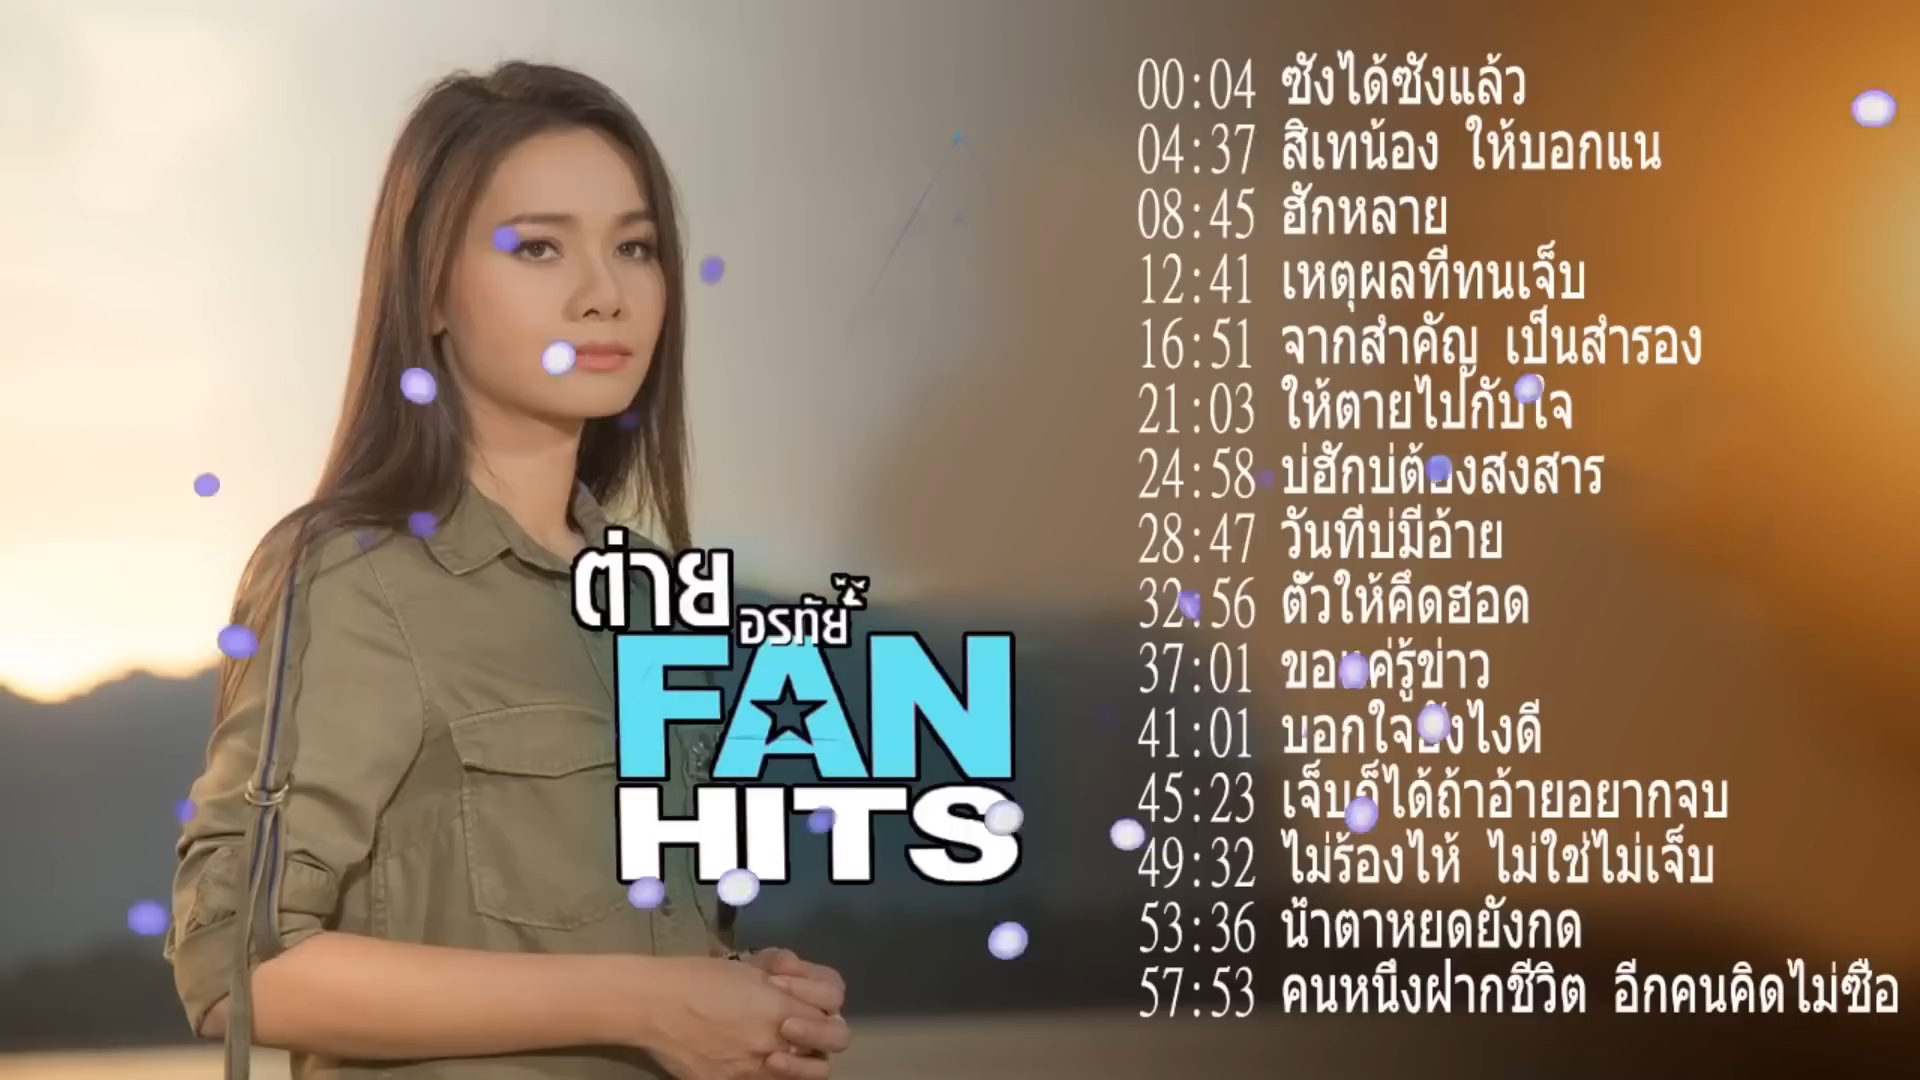 ต่าย
อรทัย
FAN
HITS
00:04 ซังได้ซังแล้ว
04:37 สิเทน้อง ให้บอกแน
08:45 ฮักหลาย
12:41 เหตุผลที่ทนเจ็บ
16:51 จากสำคัญ เป็นสำรอง
21:03 ให้ตายไปกับใจ
24:58 บ่ฮักบ่ต้องสงสาร
28:47 วันที่บ่มีอ้าย
32:56 ตั๋วให้คึดฮอด
37:01 ขอแค่รู้ข่าว
41:01 บอกใจยังไงดี
45:23 เจ็บก็ได้ถ้าอ้ายอยากจบ
49:32 ไม่ร้องไห้ ไม่ใช่ไม่เจ็บ
53:36 น้ำตาหยดยังกด
57:53 คนหนึ่งฝากชีวิต อีกคนคิดไม่ซื่อ